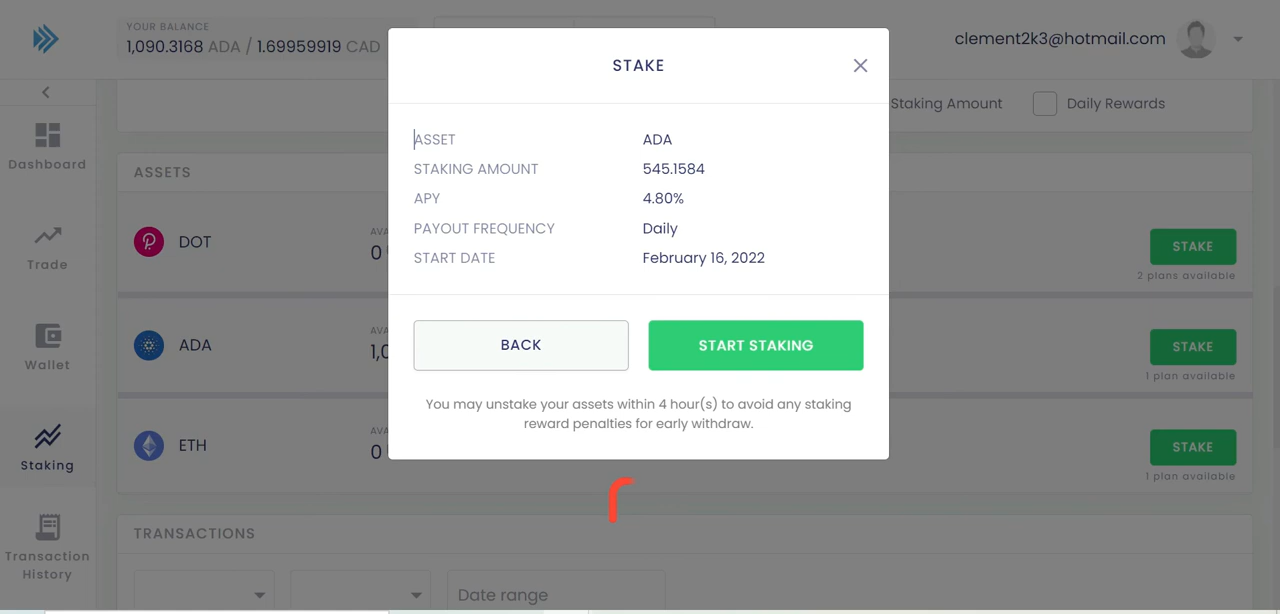 YOUR BALANCE
1,090.3168 ADA / 1.69959919 CAD
clement2k3@hotmail.com
STAKE
Staking Amount
Daily Rewards
Dashboard
Trade
Wallet
Staking
Transaction
History
ASSETS
ASSET ADA
STAKING AMOUNT 545.1584
APY 4.80%
PAYOUT FREQUENCY Daily
START DATE February 16, 2022
BACK
START STAKING
You may unstake your assets within 4 hour(s) to avoid any staking
reward penalties for early withdraw.
DOT
0
STAKE
2 plans available
ADA
STAKE
1 plan available
ETH
0
STAKE
1 plan available
TRANSACTIONS
Date range